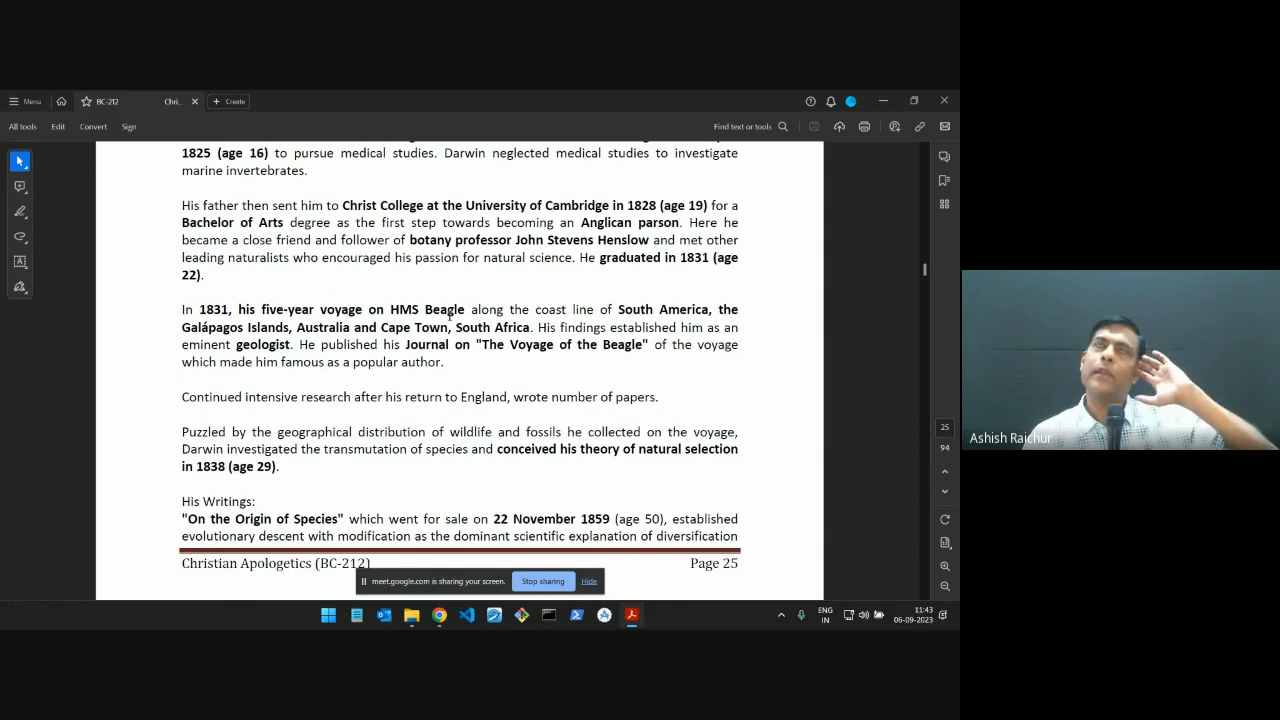 Menu
BC-212
Chri...
Create
All tools
Edit
Convert
Sign
Find text or tools
1825 (age 16) to pursue medical studies. Darwin neglected medical studies to investigate
marine invertebrates.
His father then sent him to Christ College at the University of Cambridge in 1828 (age 19) for a
Bachelor of Arts degree as the first step towards becoming an Anglican parson. Here he
became a close friend and follower of botany professor John Stevens Henslow and met other
leading naturalists who encouraged his passion for natural science. He graduated in 1831 (age
22).
In 1831, his five-year voyage on HMS Beagle along the coast line of South America, the
Galápagos Islands, Australia and Cape Town, South Africa. His findings established him as an
eminent geologist. He published his Journal on "The Voyage of the Beagle" of the voyage
which made him famous as a popular author.
Continued intensive research after his return to England, wrote number of papers.
Puzzled by the geographical distribution of wildlife and fossils he collected on the voyage,
Darwin investigated the transmutation of species and conceived his theory of natural selection
in 1838 (age 29).
His Writings:
"On the Origin of Species" which went for sale on 22 November 1859 (age 50), established
evolutionary descent with modification as the dominant scientific explanation of diversification
Christian Apologetics (BC-212)
Page 25
25
94
meet.google.com is sharing your screen.
Stop sharing
Hide
ENG
IN
11:43
06-09-2023
Ashish Raichur